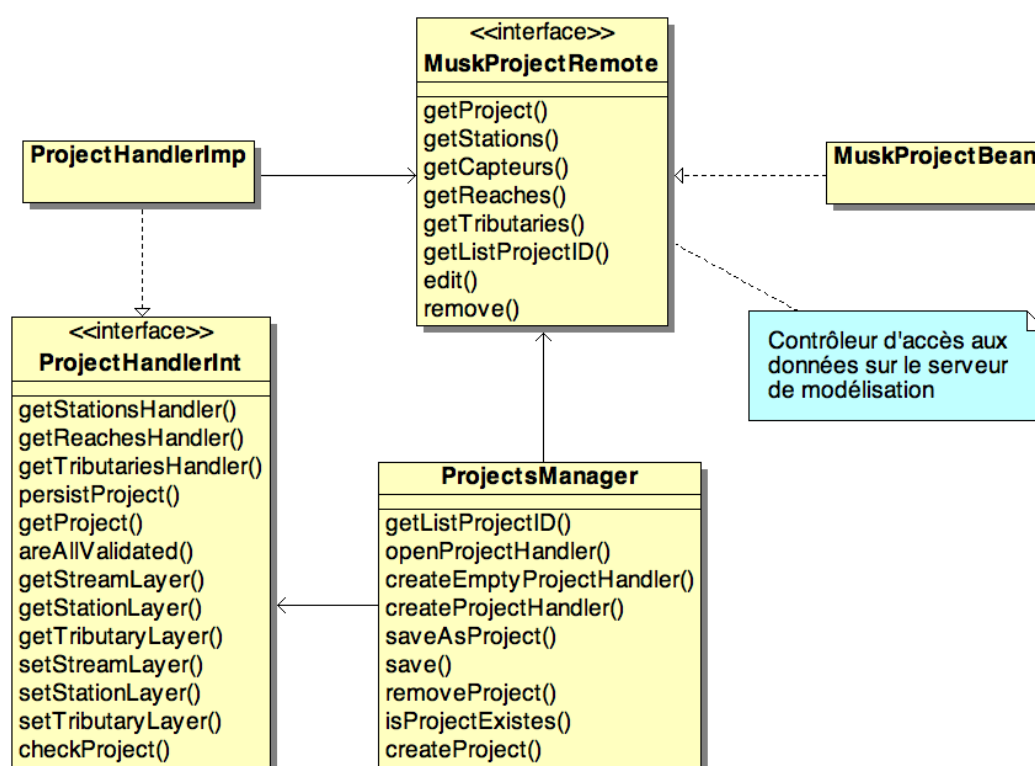 <<interface>>
MuskProjectRemote
getProject()
getStations()
getCapteurs()
getReaches()
getTributaries()
getListProjectID()
edit()
remove()
ProjectHandlerImp
MuskProjectBean
<<interface>>
ProjectHandlerInt
getStationsHandler()
getReachesHandler()
getTributariesHandler()
persistProject()
getProject()
areAllValidated()
getStreamLayer()
getStationLayer()
getTributaryLayer()
setStreamLayer()
setStationLayer()
setTributaryLayer()
checkProject()
Contrôleur d'accès aux
données sur le serveur
de modélisation
ProjectsManager
getListProjectID()
openProjectHandler()
createEmptyProjectHandler()
createProjectHandler()
saveAsProject()
save()
removeProject()
isProjectExistes()
createProject()